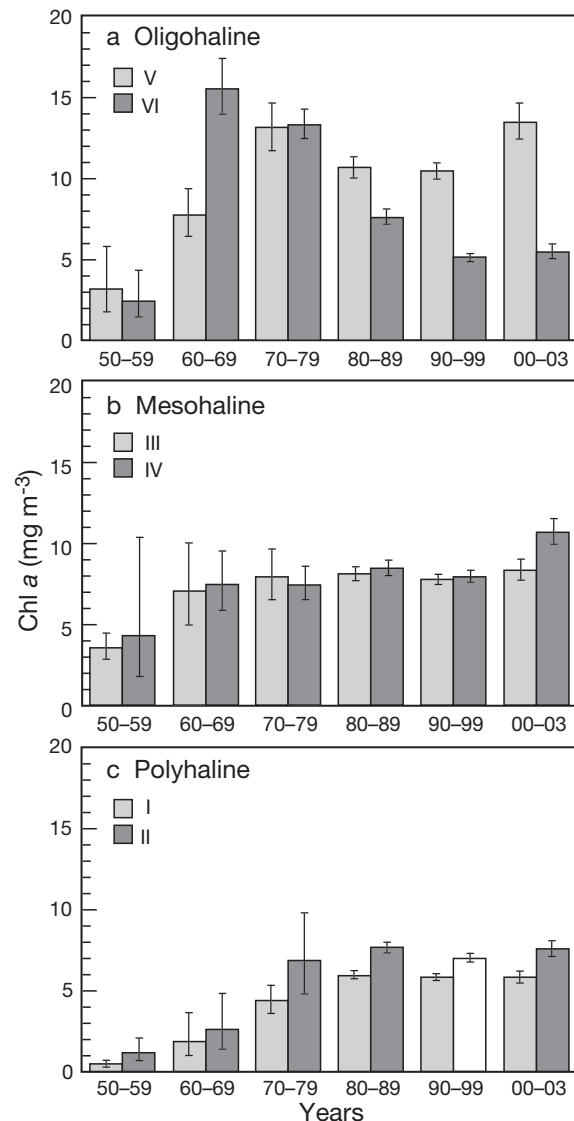 a Oligohaline
V
VI
20
15
10
5
0
50–59 60–69 70–79 80–89 90–99 00–03
b Mesohaline
III
IV
20
15
10
5
0
50–59 60–69 70–79 80–89 90–99 00–03
Chl a (mg m-3)
c Polyhaline
I
II
20
15
10
5
0
50–59 60–69 70–79 80–89 90–99 00–03
Years